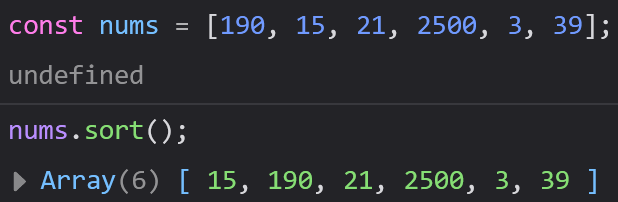 const nums = [190, 15, 21, 2500, 3, 39];
undefined
nums.sort();
Array(6) [ 15, 190, 21, 2500, 3, 39 ]